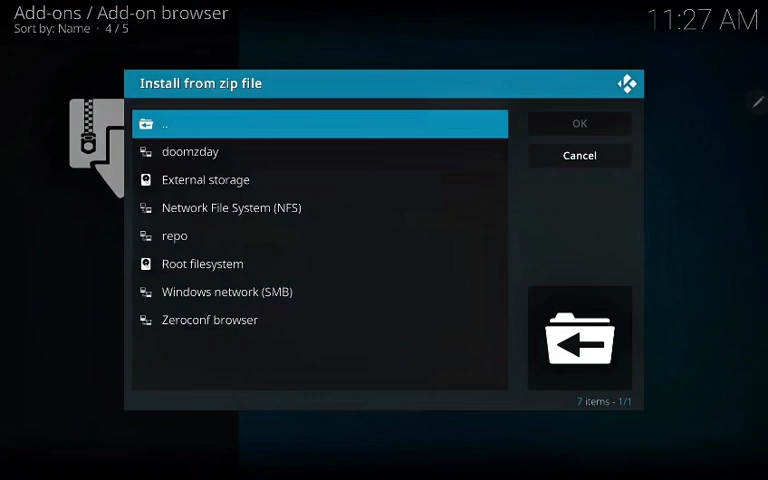 Add-ons / Add-on browser
Sort by: Name · 4 / 5
11:27 AM
Install from zip file
..
doomzday
External storage
Network File System (NFS)
repo
Root filesystem
Windows network (SMB)
Zeroconf browser
OK
Cancel
7 items - 1/1